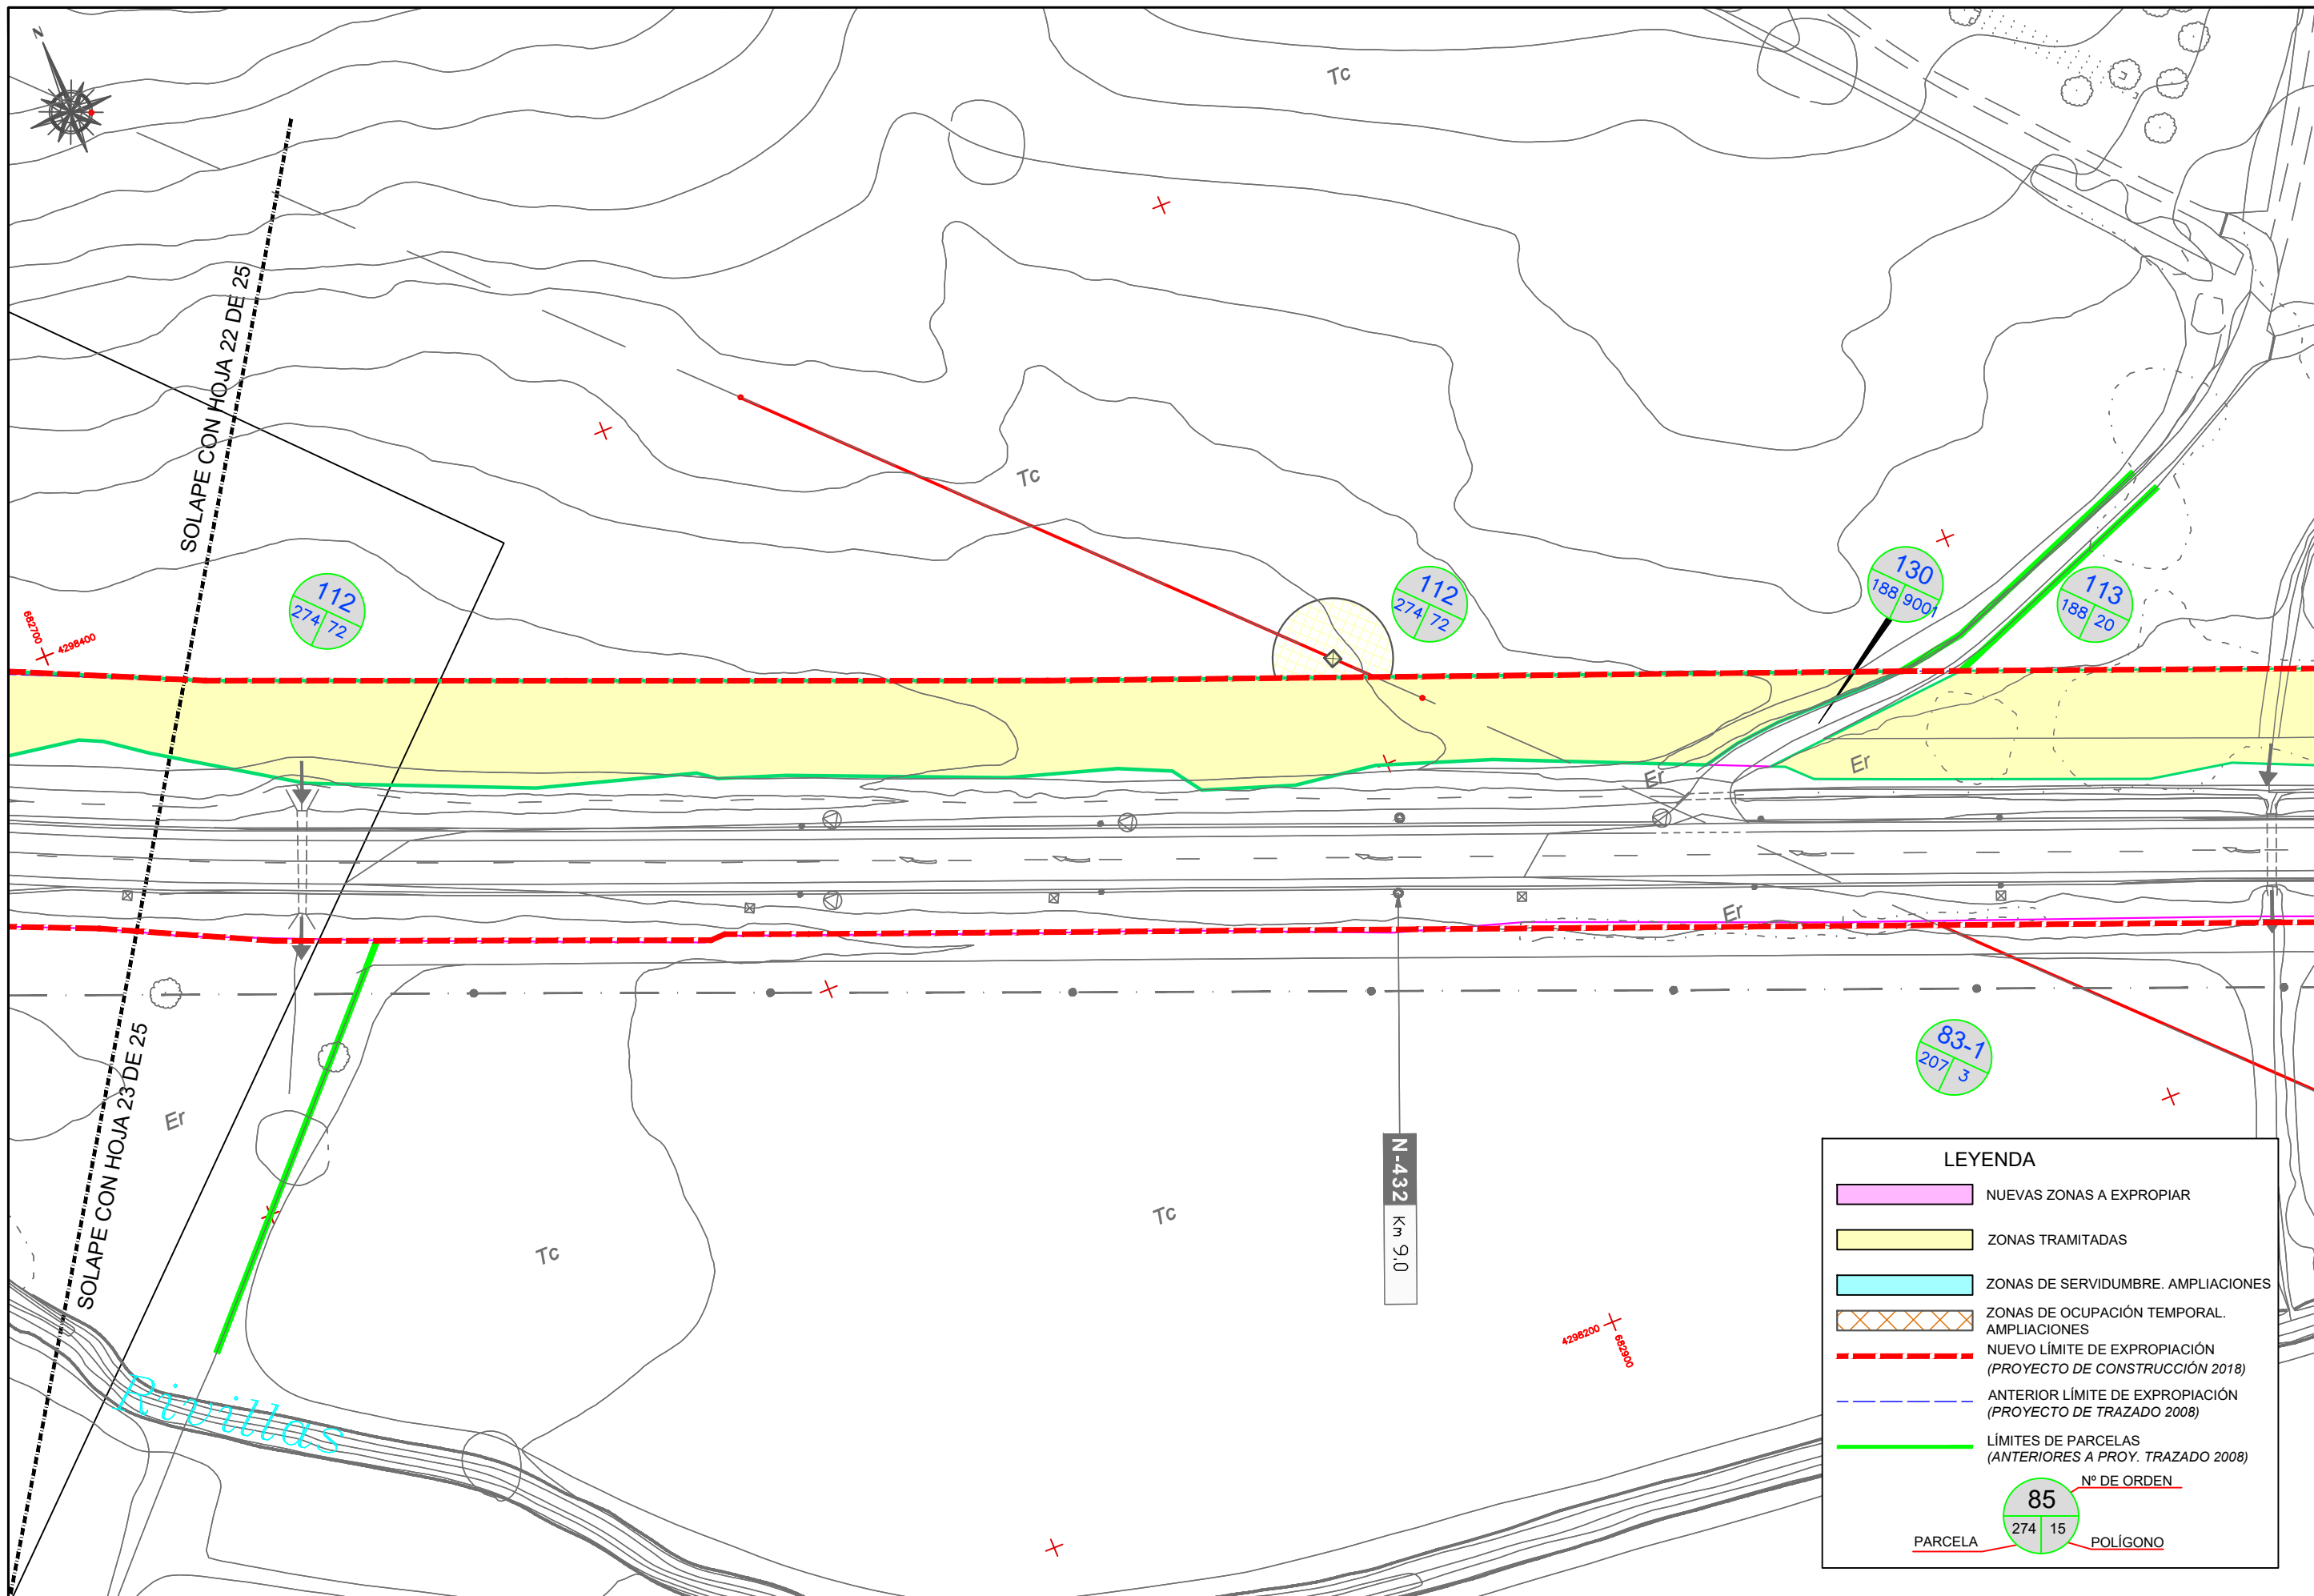 N
Tc
SOLAPE CON HOJA 22 DE 25
Tc
112
274 72
112
274 72
130
188 9001
113
188 20
682700
4298400
Er
Er
Er
83-1
207 3
N-432 Km 9,0
SOLAPE CON HOJA 23 DE 25
Er
Tc
Tc
Rivillas
4298200
682900
LEYENDA
NUEVAS ZONAS A EXPROPIAR
ZONAS TRAMITADAS
ZONAS DE SERVIDUMBRE. AMPLIACIONES
ZONAS DE OCUPACIÓN TEMPORAL.
AMPLIACIONES
NUEVO LÍMITE DE EXPROPIACIÓN
(PROYECTO DE CONSTRUCCIÓN 2018)
ANTERIOR LÍMITE DE EXPROPIACIÓN
(PROYECTO DE TRAZADO 2008)
LÍMITES DE PARCELAS
(ANTERIORES A PROY. TRAZADO 2008)
Nº DE ORDEN
85
274 15
PARCELA
POLÍGONO